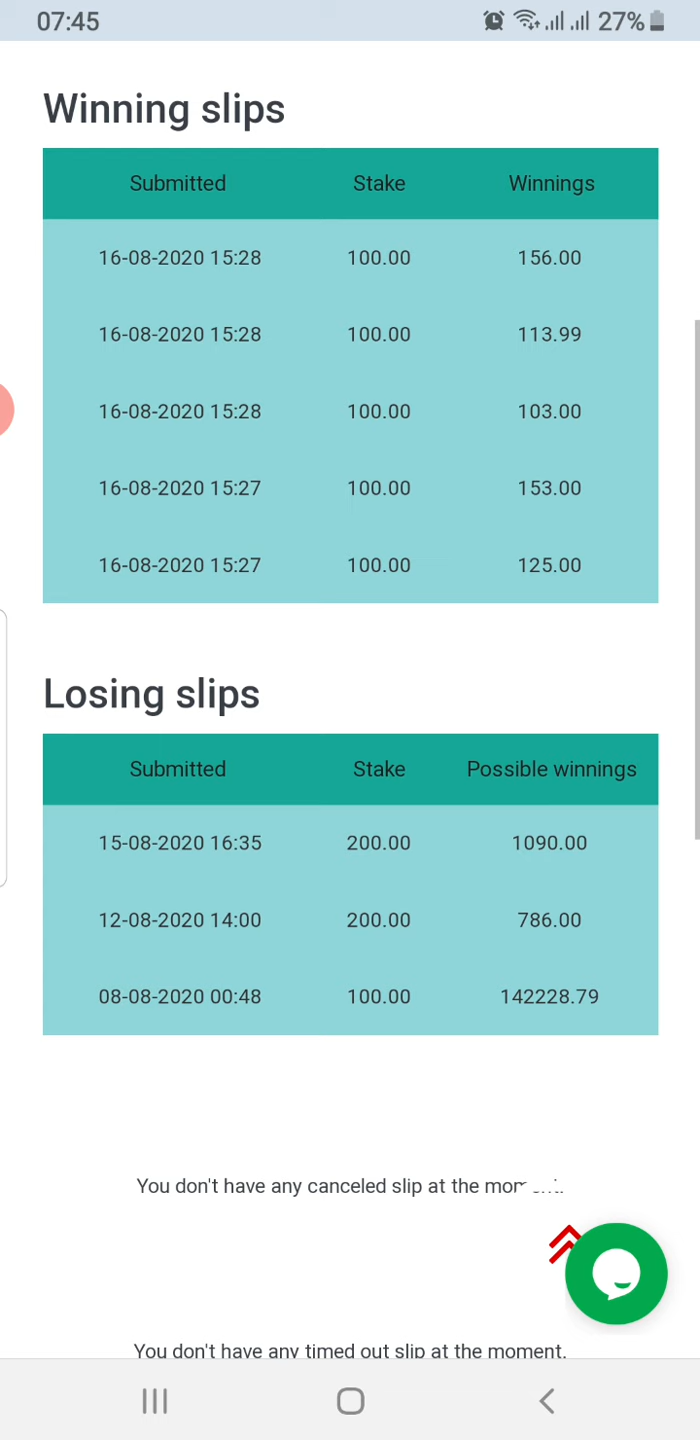 07:45 27%
Winning slips
Submitted Stake Winnings
16-08-2020 15:28 100.00 156.00
16-08-2020 15:28 100.00 113.99
16-08-2020 15:28 100.00 103.00
16-08-2020 15:27 100.00 153.00
16-08-2020 15:27 100.00 125.00
Losing slips
Submitted Stake Possible winnings
15-08-2020 16:35 200.00 1090.00
12-08-2020 14:00 200.00 786.00
08-08-2020 00:48 100.00 142228.79
You don't have any canceled slip at the
You don't have any timed out slip at the moment.